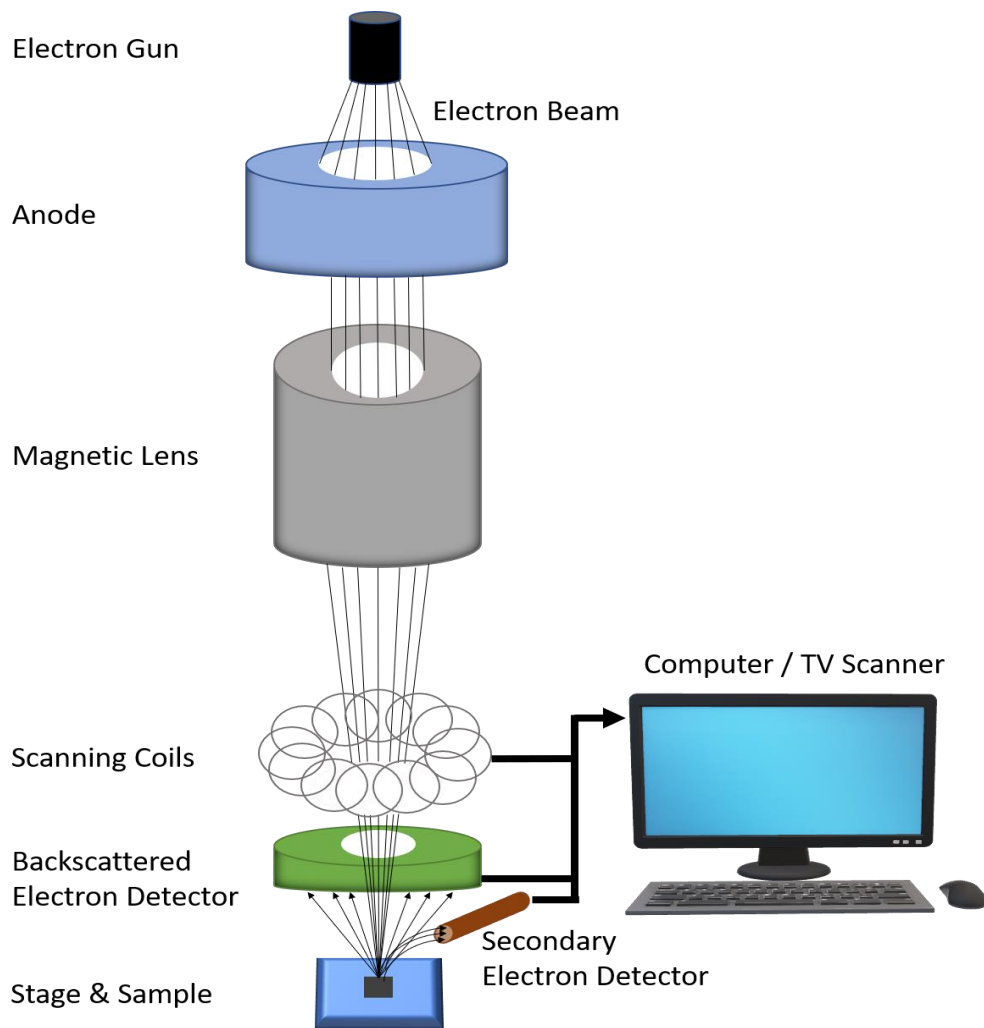 Electron Gun
Electron Beam
Anode
Magnetic Lens
Computer / TV Scanner
Scanning Coils
Backscattered
Electron Detector
Secondary
Electron Detector
Stage & Sample